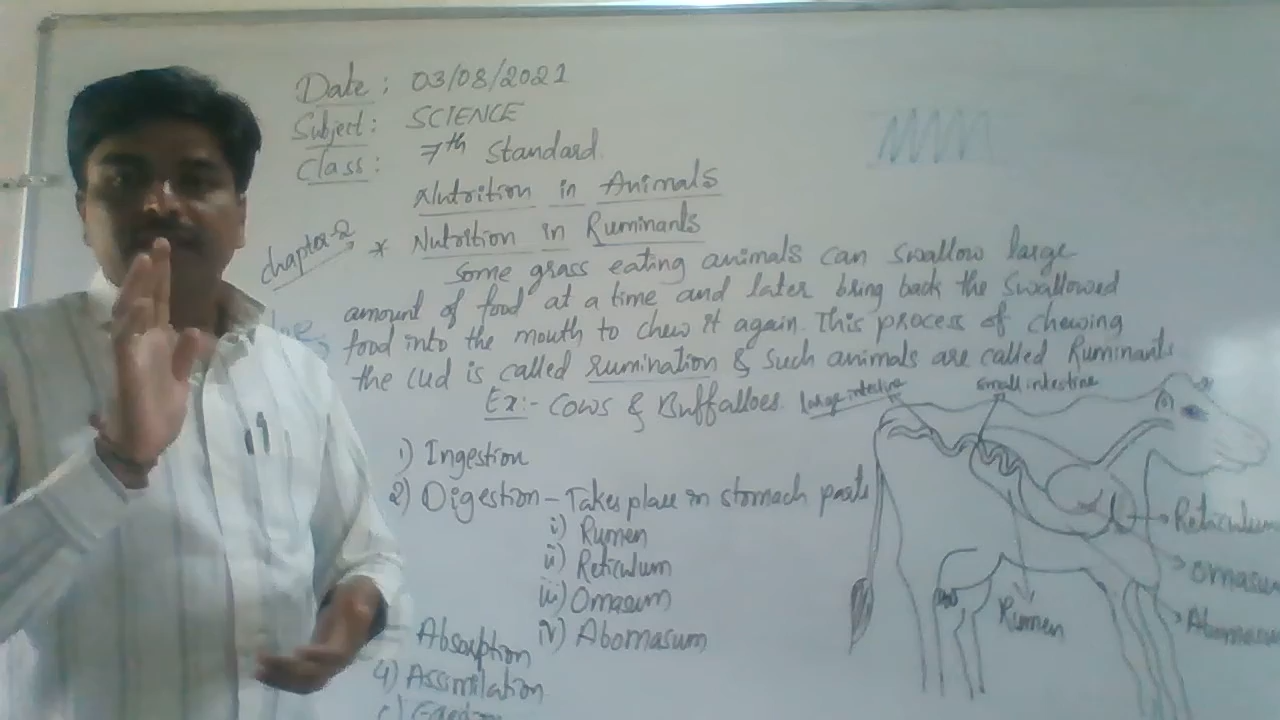 Date : 03/08/2021
Subject : SCIENCE
Class : 7th Standard.
Nutrition in Animals
chapter-2
* Nutrition in Ruminants
Some grass eating animals can swallow large
amount of food at a time and later bring back the swallowed
food into the mouth to chew it again. This process of chewing
the cud is called rumination & such animals are called Ruminants
Ex:- Cows & Buffalloes.
large intestine
small intestine
1) Ingestion
2) Digestion - Takes place in stomach parts
i) Rumen
ii) Reticulum
iii) Omasum
iv) Abomasum
Absorption
4) Assimilation
Reticulum
Omasum
Abomasum
Rumen